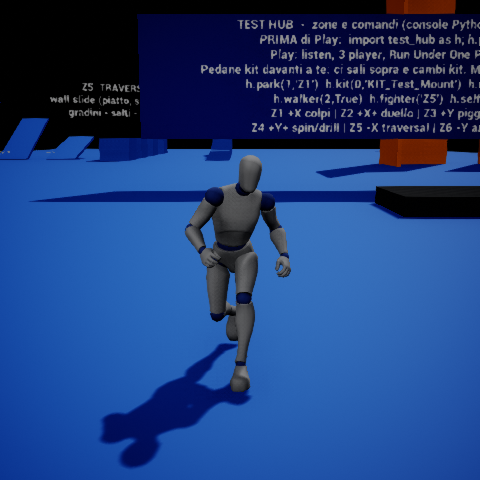 TEST HUB - zone e comandi (console Pytho
PRIMA di Play: import test_hub as h; h.
Play: listen, 3 player, Run Under One P
Pedane kit davanti a te: ci sali sopra e cambi kit. M
h.park(1,'Z1') h.kit(0,'KIT_Test_Mount') h.
h.walker(2,True) h.fighter('Z5') h.self
Z1 +X colpi | Z2 +X+ duello | Z3 +Y pigg
Z4 +Y+ spin/drill | Z5 -X traversal | Z6 -Y a
Z5 TRAVERS
wall slide (piatto, s
gradini - salti -